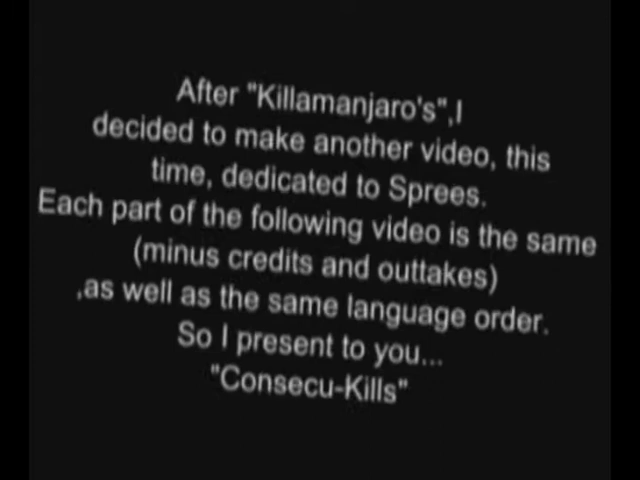 After "Killamanjaro's",I
decided to make another video, this
time, dedicated to Sprees.
Each part of the following video is the same
(minus credits and outtakes)
,as well as the same language order.
So I present to you...
"Consecu-Kills"